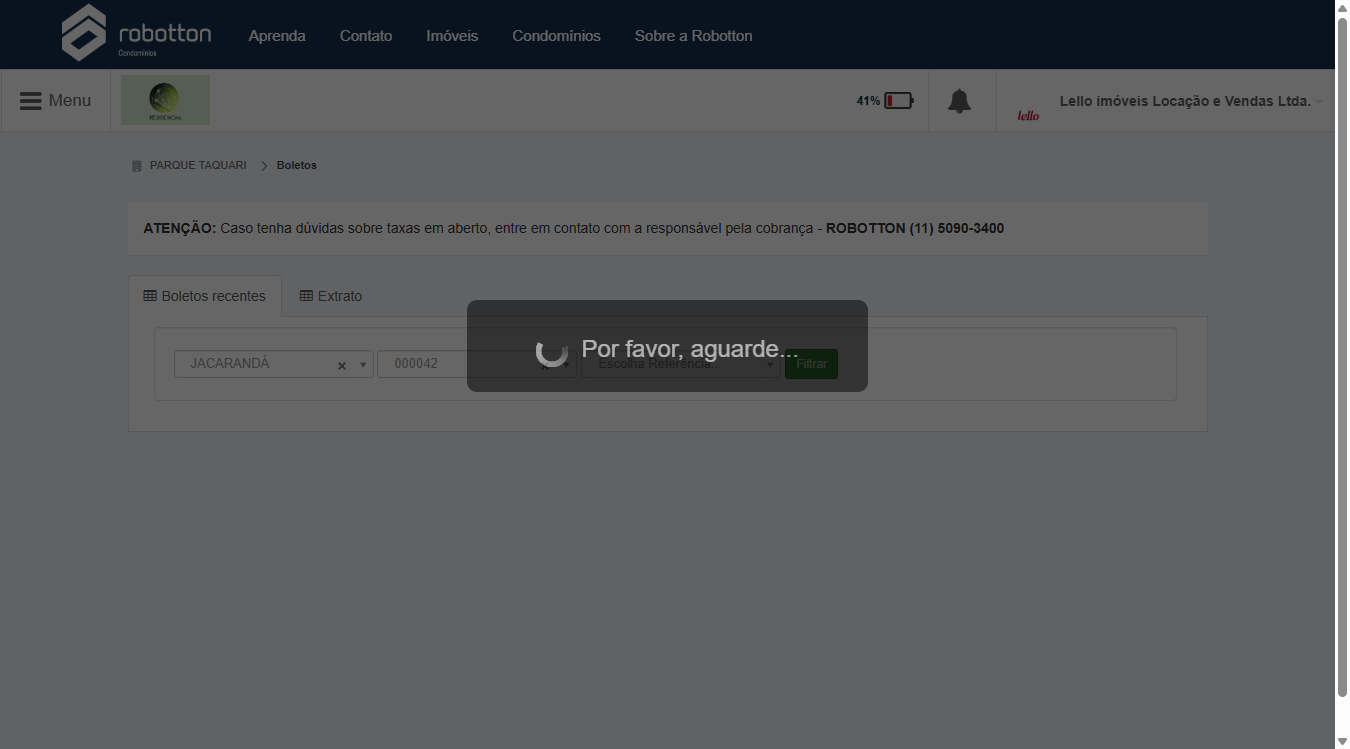 robotton
Condomínios
Aprenda
Contato
Imóveis
Condomínios
Sobre a Robotton
Menu
RESIDENCIAL
41%
lello
Lello imóveis Locação e Vendas Ltda.
PARQUE TAQUARI > Boletos
ATENÇÃO: Caso tenha dúvidas sobre taxas em aberto, entre em contato com a responsável pela cobrança - ROBOTTON (11) 5090-3400
Boletos recentes
Extrato
Por favor, aguarde...
JACARANDÁ
000042
Escolha Referência...
Filtrar